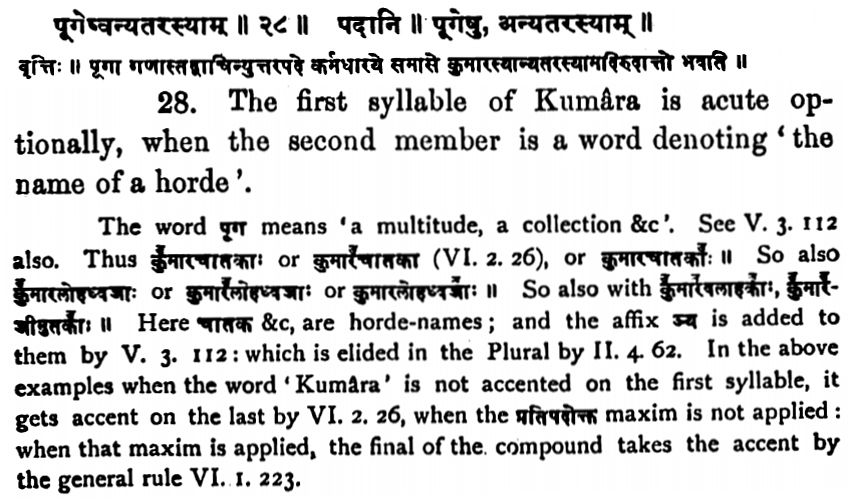 पूगेष्वन्यतरस्याम् ॥ २८ ॥ पदानि ॥ पूगेषु, अन्यतरस्याम् ॥
वृत्तिः ॥ पूगा गणास्तद्वाचिन्युत्तरपदे कर्मधारये समासे कुमारस्यान्यतरस्यामादिरुदात्तो भवति ॥
28. The first syllable of Kumâra is acute op-
tionally, when the second member is a word denoting ‘the
name of a horde’.
The word पूग means ‘a multitude, a collection &c’. See V. 3. 112
also. Thus कु꣡मारचातकाः or कुमार꣡चातका (VI. 2. 26), or कुमारचातका꣡ः ॥ So also
कु꣡मारलोहध्वजाः or कुमार꣡लोहध्वजाः or कुमारलोहध्वजा꣡ः ॥ So also with कु꣡मार꣡बलाहका꣡ः, कु꣡मार꣡-
जीमूतका꣡ः ॥ Here चातक &c, are horde-names; and the affix ञ्य is added to
them by V. 3. 112: which is elided in the Plural by II. 4. 62. In the above
examples when the word ‘Kumâra’ is not accented on the first syllable, it
gets accent on the last by VI. 2. 26, when the प्रतिपदोक्त maxim is not applied:
when that maxim is applied, the final of the compound takes the accent by
the general rule VI. 1. 223.